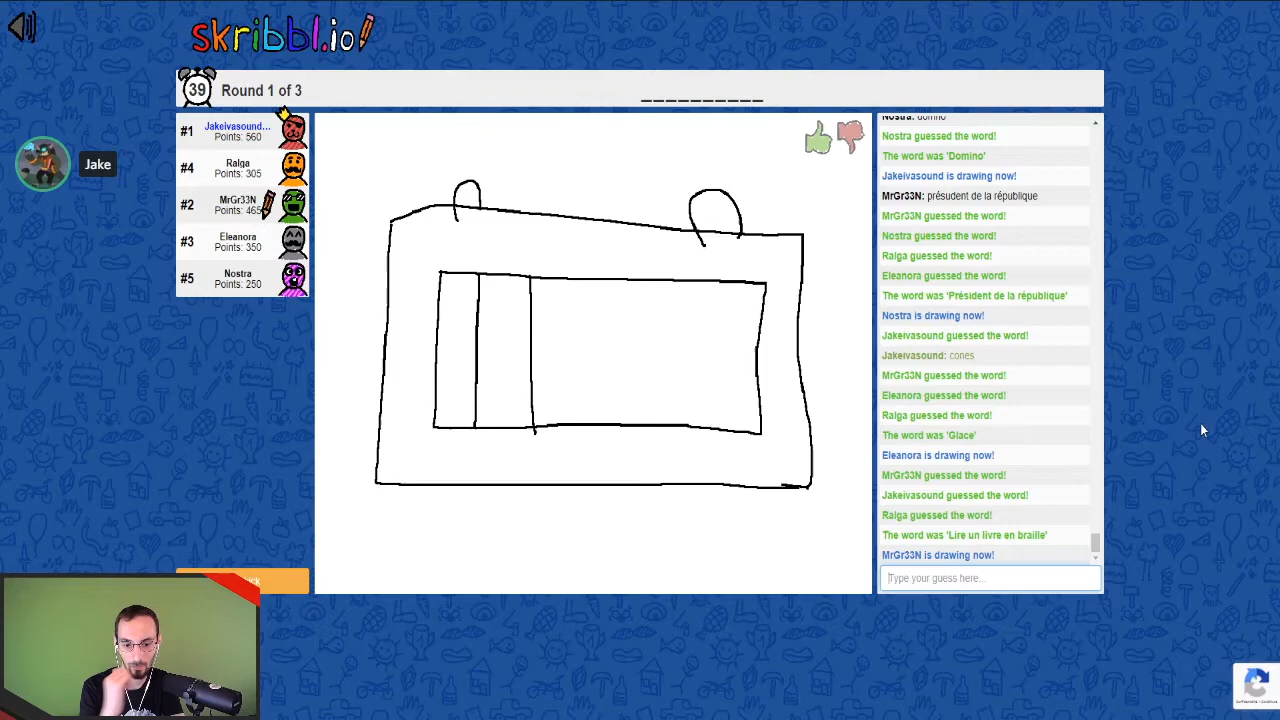 skribbl.io
39
Round 1 of 3
__________
#1
Jakeivasound...
Points: 560
#4
Ralga
Points: 305
#2
MrGr33N
Points: 465
#3
Eleanora
Points: 350
#5
Nostra
Points: 250
Jake
Nostra: domino
Nostra guessed the word!
The word was 'Domino'
Jakeivasound is drawing now!
MrGr33N: présudent de la république
MrGr33N guessed the word!
Nostra guessed the word!
Ralga guessed the word!
Eleanora guessed the word!
The word was 'Président de la république'
Nostra is drawing now!
Jakeivasound guessed the word!
Jakeivasound: cones
MrGr33N guessed the word!
Eleanora guessed the word!
Ralga guessed the word!
The word was 'Glace'
Eleanora is drawing now!
MrGr33N guessed the word!
Jakeivasound guessed the word!
Ralga guessed the word!
The word was 'Lire un livre en braille'
MrGr33N is drawing now!
Type your guess here...